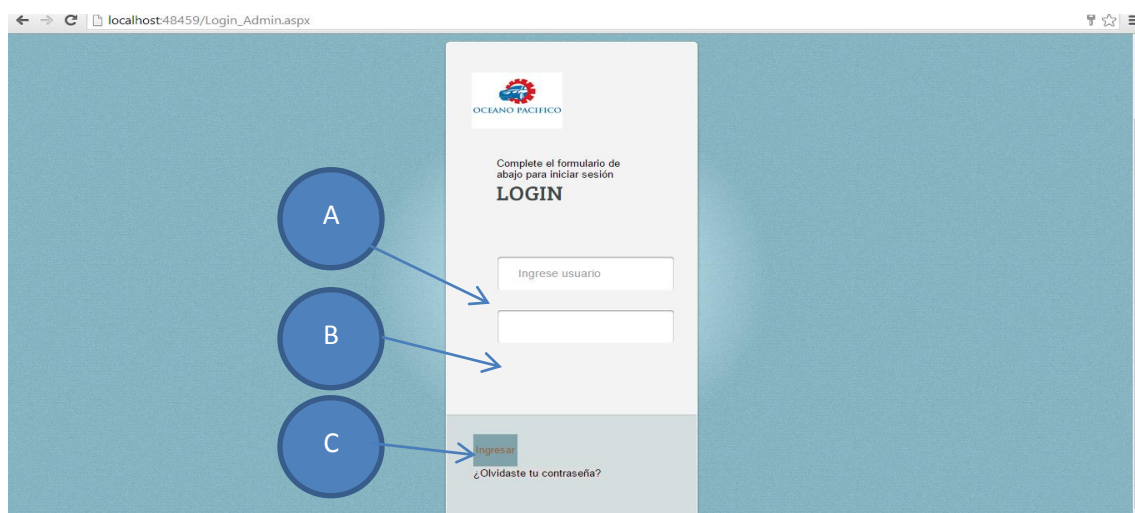 localhost:48459/Login_Admin.aspx
OCEANO PACIFICO
Complete el formulario de
abajo para iniciar sesión
LOGIN
A
Ingrese usuario
B
C
Ingresar
¿Olvidaste tu contraseña?